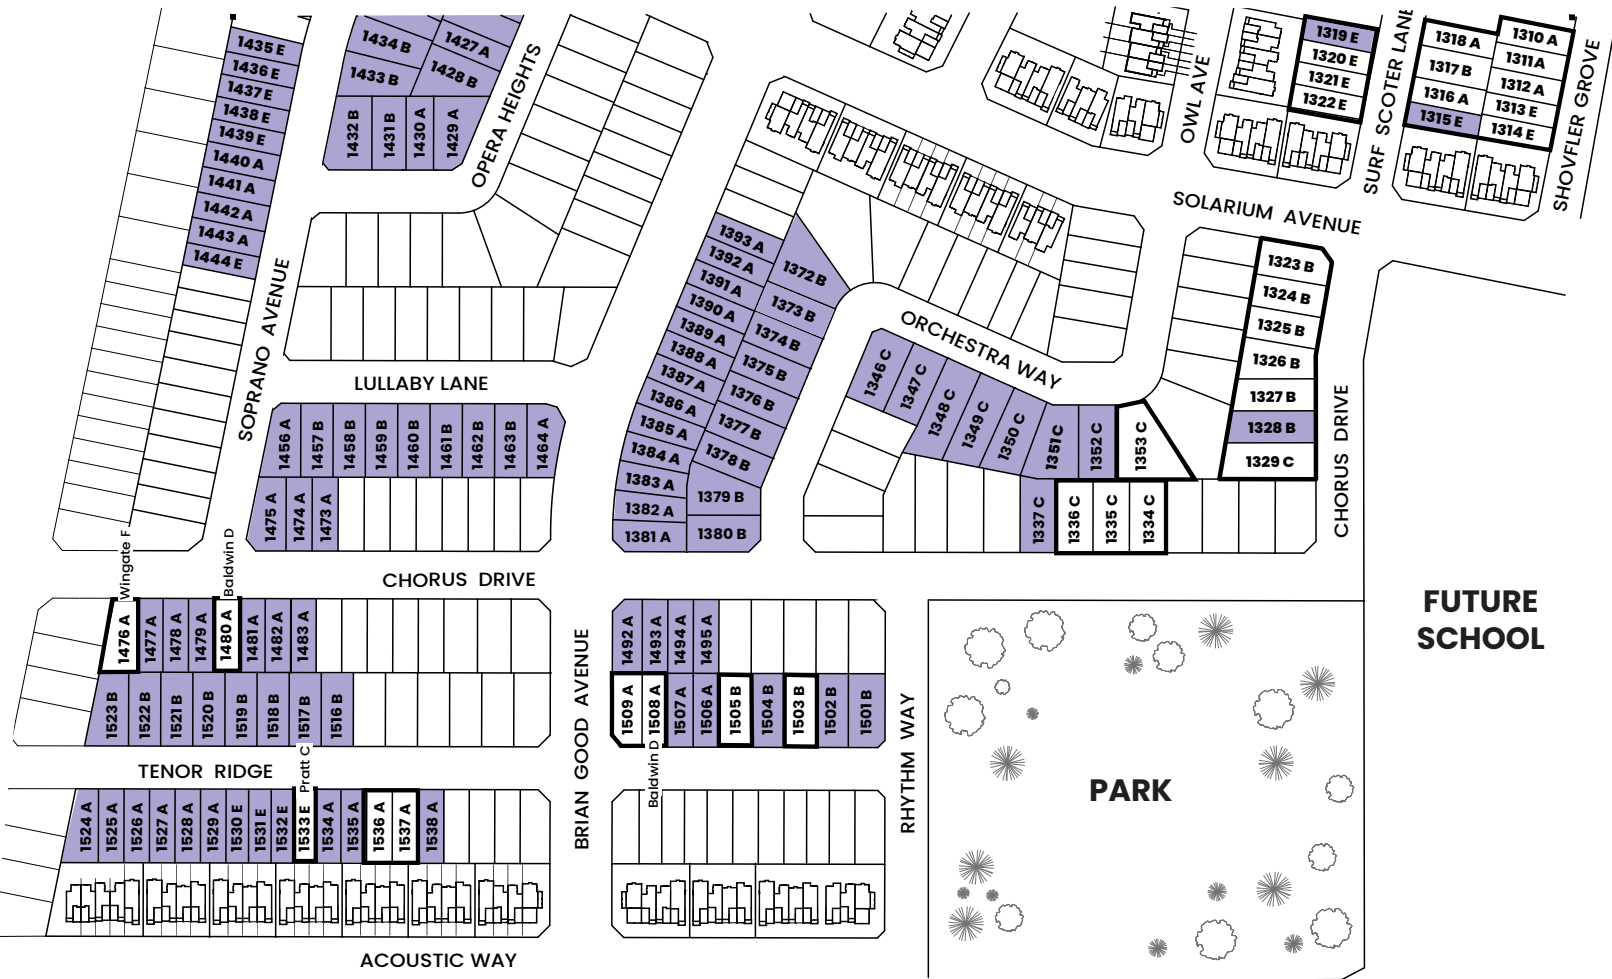 1435 E
1436 E
1437 E
1438 E
1439 E
1440 A
1441 A
1442 A
1443 A
1444 E
SOPRANO AVENUE
1434 B
1433 B
1427 A
1428 B
1432 B
1431 B
1430 A
1429 A
OPERA HEIGHTS
LULLABY LANE
1456 A
1457 B
1458 B
1459 B
1460 B
1461 B
1462 B
1463 B
1464 A
1475 A
1474 A
1473 A
CHORUS DRIVE
1393 A
1392 A
1391 A
1390 A
1389 A
1388 A
1387 A
1386 A
1385 A
1384 A
1383 A
1382 A
1381 A
1372 B
1373 B
1374 B
1375 B
1376 B
1377 B
1378 B
1379 B
1380 B
ORCHESTRA WAY
1346 C
1347 C
1348 C
1349 C
1350 C
1351 C
1352 C
1353 C
1337 C
1336 C
1335 C
1334 C
OWL AVE
1319 E
1320 E
1321 E
1322 E
SURF SCOTER LANE
1318 A
1317 B
1316 A
1315 E
1310 A
1311 A
1312 A
1313 E
1314 E
SHOVELER GROVE
SOLARIUM AVENUE
1323 B
1324 B
1325 B
1326 B
1327 B
1328 B
1329 C
CHORUS DRIVE
Wingate F
Baldwin D
1476 A
1477 A
1478 A
1479 A
1480 A
1481 A
1482 A
1483 A
1523 B
1522 B
1521 B
1520 B
1519 B
1518 B
1517 B
1516 B
TENOR RIDGE
Pratt C
1524 A
1525 A
1526 A
1527 A
1528 A
1529 A
1530 E
1531 E
1532 E
1533 E
1534 A
1535 A
1536 A
1537 A
1538 A
ACOUSTIC WAY
BRIAN GOOD AVENUE
1492 A
1493 A
1494 A
1495 A
1509 A
1508 A
1507 A
1506 A
1505 B
1504 B
1503 B
1502 B
1501 B
Baldwin D
RHYTHM WAY
PARK
FUTURE
SCHOOL